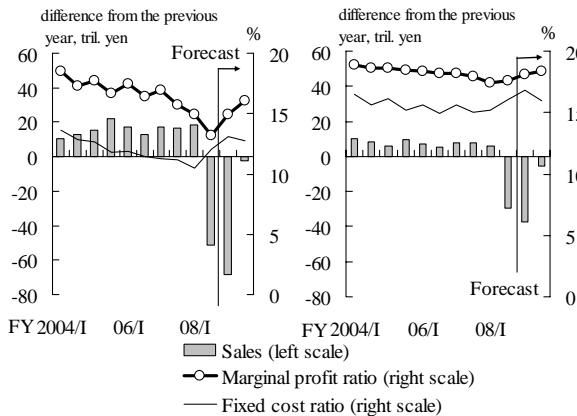 difference from the previous
year, tril. yen
%
Forecast
60
40
20
0
-20
-40
-60
-80
20
15
10
5
0
FY 2004/I 06/I 08/I
difference from the previous
year, tril. yen
%
60
40
20
0
-20
-40
-60
-80
20
15
10
5
0
Forecast
2004/I 06/I 08/I
Sales (left scale)
Marginal profit ratio (right scale)
Fixed cost ratio (right scale)